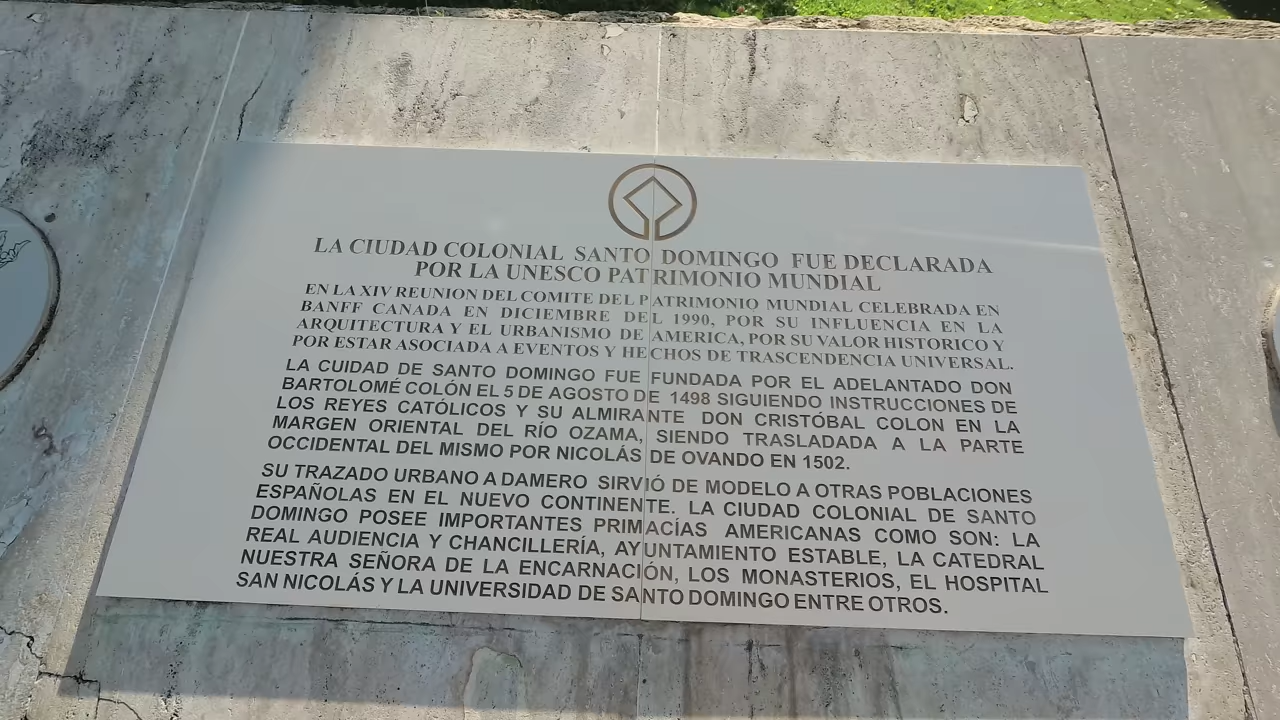 LA CIUDAD COLONIAL SANTO DOMINGO FUE DECLARADA
POR LA UNESCO PATRIMONIO MUNDIAL
EN LA XIV REUNION DEL COMITE DEL PATRIMONIO MUNDIAL CELEBRADA EN
BANFF CANADA EN DICIEMBRE DEL 1990, POR SU INFLUENCIA EN LA
ARQUITECTURA Y EL URBANISMO DE AMERICA, POR SU VALOR HISTORICO Y
POR ESTAR ASOCIADA A EVENTOS Y HECHOS DE TRASCENDENCIA UNIVERSAL.
LA CUIDAD DE SANTO DOMINGO FUE FUNDADA POR EL ADELANTADO DON
BARTOLOMÉ COLÓN EL 5 DE AGOSTO DE 1498 SIGUIENDO INSTRUCCIONES DE
LOS REYES CATÓLICOS Y SU ALMIRANTE DON CRISTÓBAL COLON EN LA
MARGEN ORIENTAL DEL RÍO OZAMA, SIENDO TRASLADADA A LA PARTE
OCCIDENTAL DEL MISMO POR NICOLÁS DE OVANDO EN 1502.
SU TRAZADO URBANO A DAMERO SIRVIÓ DE MODELO A OTRAS POBLACIONES
ESPAÑOLAS EN EL NUEVO CONTINENTE. LA CIUDAD COLONIAL DE SANTO
DOMINGO POSEE IMPORTANTES PRIMACÍAS AMERICANAS COMO SON: LA
REAL AUDIENCIA Y CHANCILLERÍA, AYUNTAMIENTO ESTABLE, LA CATEDRAL
NUESTRA SEÑORA DE LA ENCARNACIÓN, LOS MONASTERIOS, EL HOSPITAL
SAN NICOLÁS Y LA UNIVERSIDAD DE SANTO DOMINGO ENTRE OTROS.